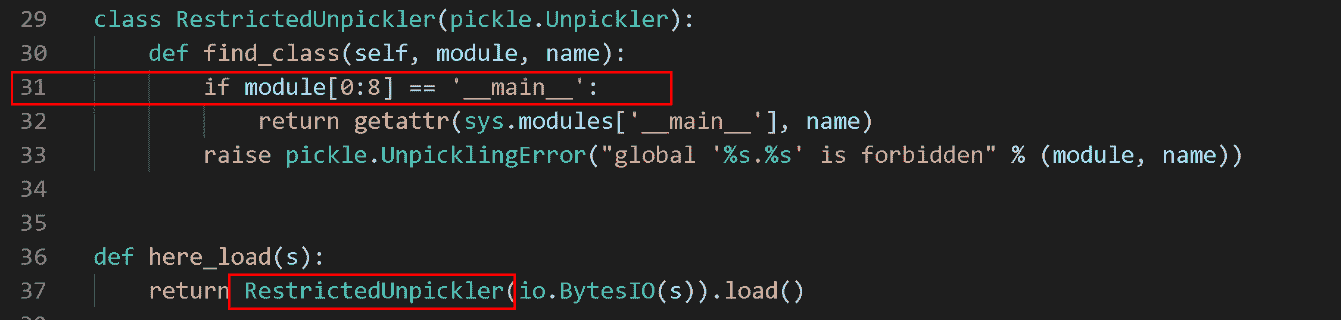 29 class RestrictedUnpickler(pickle.Unpickler):
30 def find_class(self, module, name):
31 if module[0:8] == '__main__':
32 return getattr(sys.modules['__main__'], name)
33 raise pickle.UnpicklingError("global '%s.%s' is forbidden" % (module, name))
34
35
36 def here_load(s):
37 return RestrictedUnpickler(io.BytesIO(s)).load()